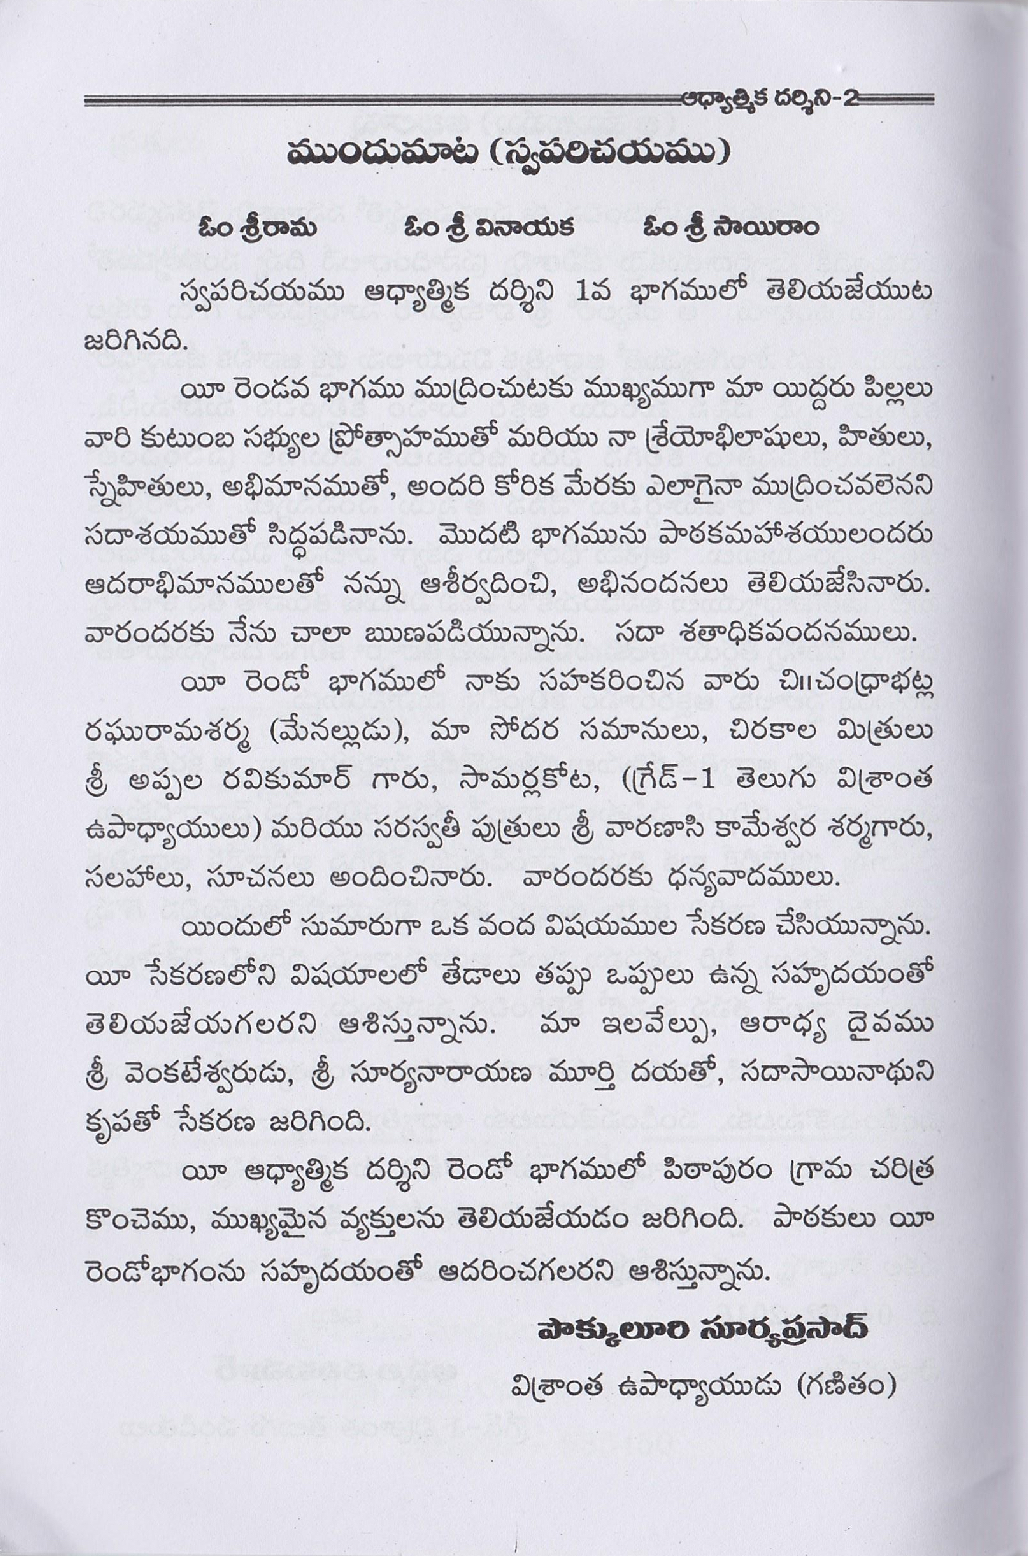 ఆధ్యాత్మిక దర్శిని-2
ముందుమాట (స్వపరిచయము)
ఓం శ్రీరామ ఓం శ్రీ వినాయక ఓం శ్రీ సాయిరాం
స్వపరిచయము ఆధ్యాత్మిక దర్శిని 1వ భాగములో తెలియజేయుట
జరిగినది.
యీ రెండవ భాగము ముద్రించుటకు ముఖ్యముగా మా యిద్దరు పిల్లలు
వారి కుటుంబ సభ్యుల ప్రోత్సాహముతో మరియు నా శ్రేయోభిలాషులు, హితులు,
స్నేహితులు, అభిమానముతో, అందరి కోరిక మేరకు ఎలాగైనా ముద్రించవలెనని
సదాశయముతో సిద్ధపడినాను. మొదటి భాగమును పాఠకమహాశయులందరు
ఆదరాభిమానములతో నన్ను ఆశీర్వదించి, అభినందనలు తెలియజేసినారు.
వారందరకు నేను చాలా ఋణపడియున్నాను. సదా శతాధికవందనములు.
యీ రెండో భాగములో నాకు సహకరించిన వారు చి॥చంద్రాభట్ల
రఘురామశర్మ (మేనల్లుడు), మా సోదర సమానులు, చిరకాల మిత్రులు
శ్రీ అప్పల రవికుమార్ గారు, సామర్లకోట, (గ్రేడ్-1 తెలుగు విశ్రాంత
ఉపాధ్యాయులు) మరియు సరస్వతీ పుత్రులు శ్రీ వారణాసి కామేశ్వర శర్మగారు,
సలహాలు, సూచనలు అందించినారు. వారందరకు ధన్యవాదములు.
యిందులో సుమారుగా ఒక వంద విషయముల సేకరణ చేసియున్నాను.
యీ సేకరణలోని విషయాలలో తేడాలు తప్పు ఒప్పులు ఉన్న సహృదయంతో
తెలియజేయగలరని ఆశిస్తున్నాను. మా ఇలవేల్పు, ఆరాధ్య దైవము
శ్రీ వెంకటేశ్వరుడు, శ్రీ సూర్యనారాయణ మూర్తి దయతో, సదాసాయినాథుని
కృపతో సేకరణ జరిగింది.
యీ ఆధ్యాత్మిక దర్శిని రెండో భాగములో పిఠాపురం గ్రామ చరిత్ర
కొంచెము, ముఖ్యమైన వ్యక్తులను తెలియజేయడం జరిగింది. పాఠకులు యీ
రెండోభాగంను సహృదయంతో ఆదరించగలరని ఆశిస్తున్నాను.
పొక్కులూరి సూర్యప్రసాద్
విశ్రాంత ఉపాధ్యాయుడు (గణితం)